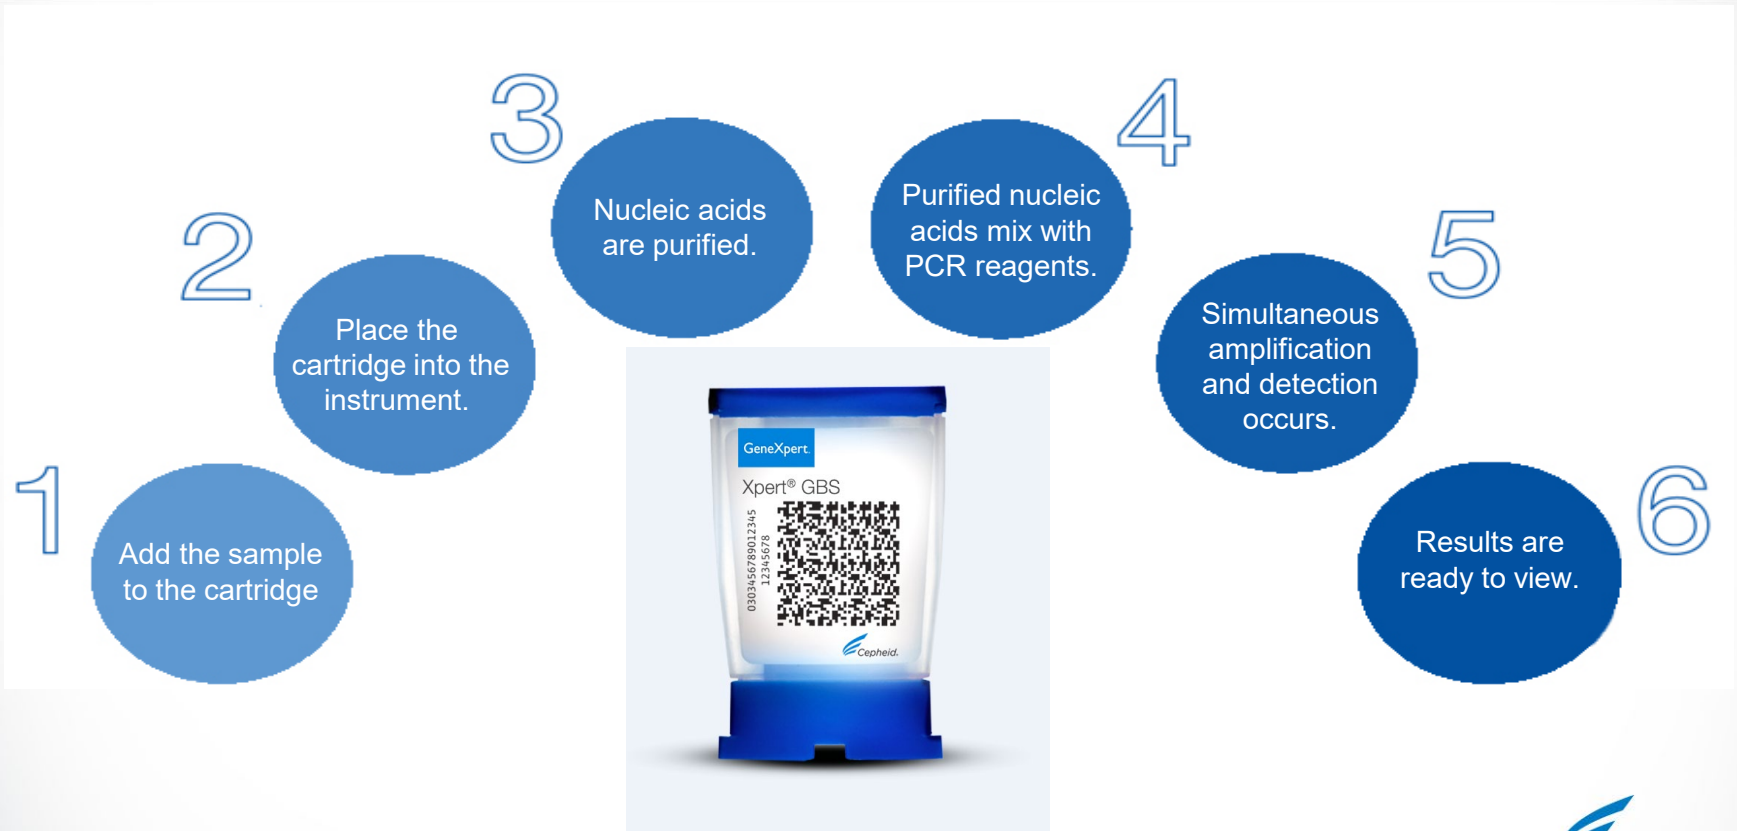 1
Add the sample
to the cartridge
2
Place the
cartridge into the
instrument.
3
Nucleic acids
are purified.
4
Purified nucleic
acids mix with
PCR reagents.
5
Simultaneous
amplification
and detection
occurs.
6
Results are
ready to view.
GeneXpert.
Xpert® GBS
0303456789012345
12345678
Cepheid.